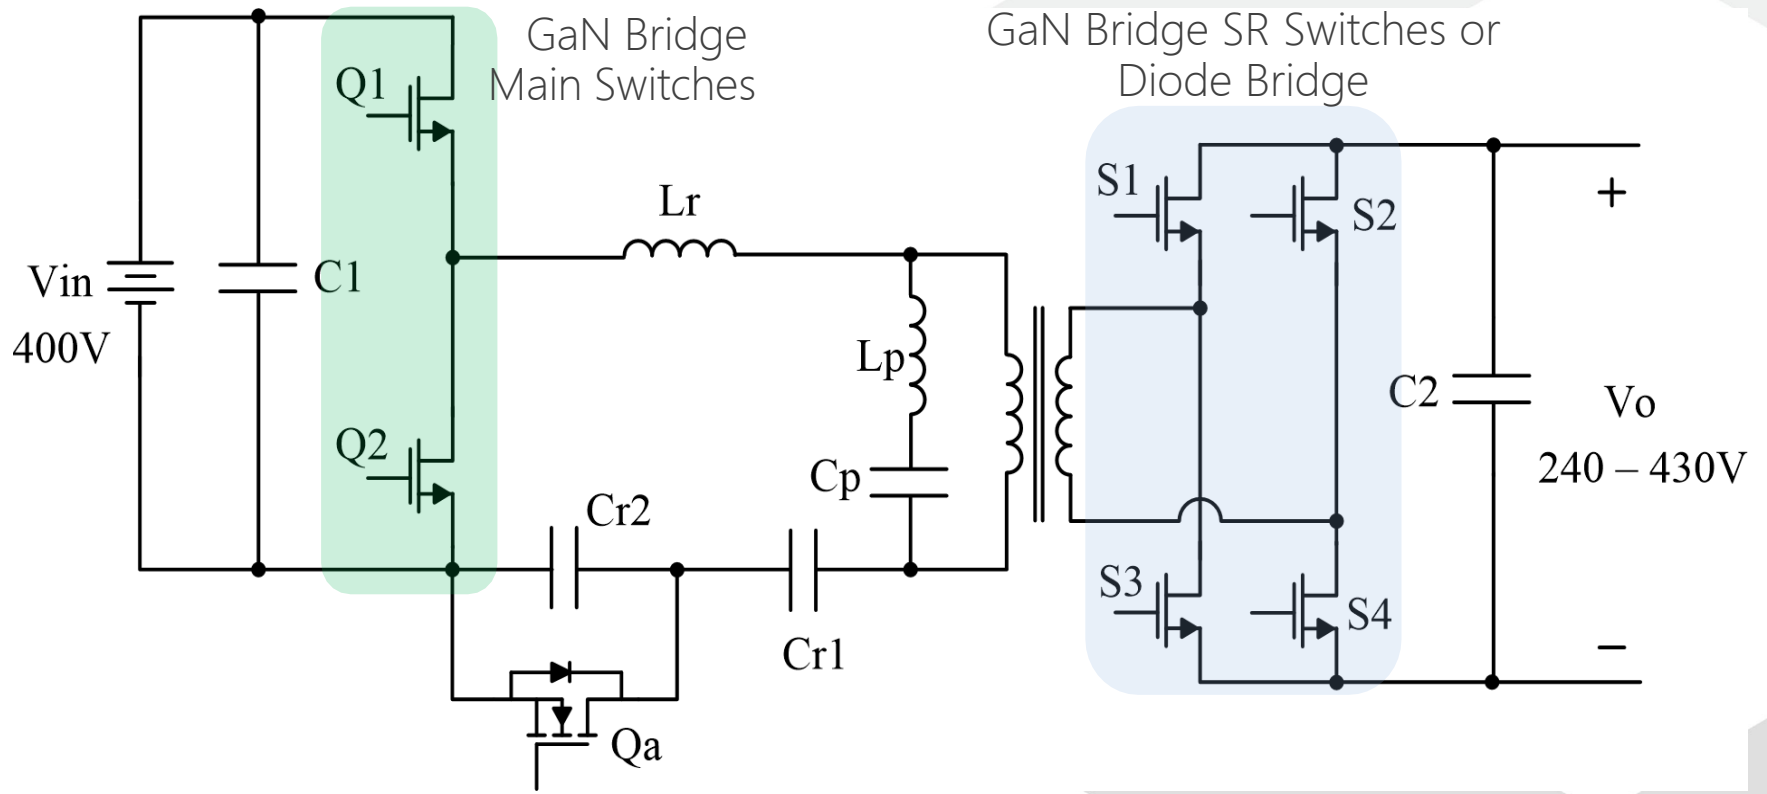 GaN Bridge
Main Switches
GaN Bridge SR Switches or
Diode Bridge
Q1
S1
S2
+
Lr
Vin
400V
C1
Lp
C2
Vo
240 – 430V
Q2
Cp
Cr2
S3
S4
Cr1
−
Qa